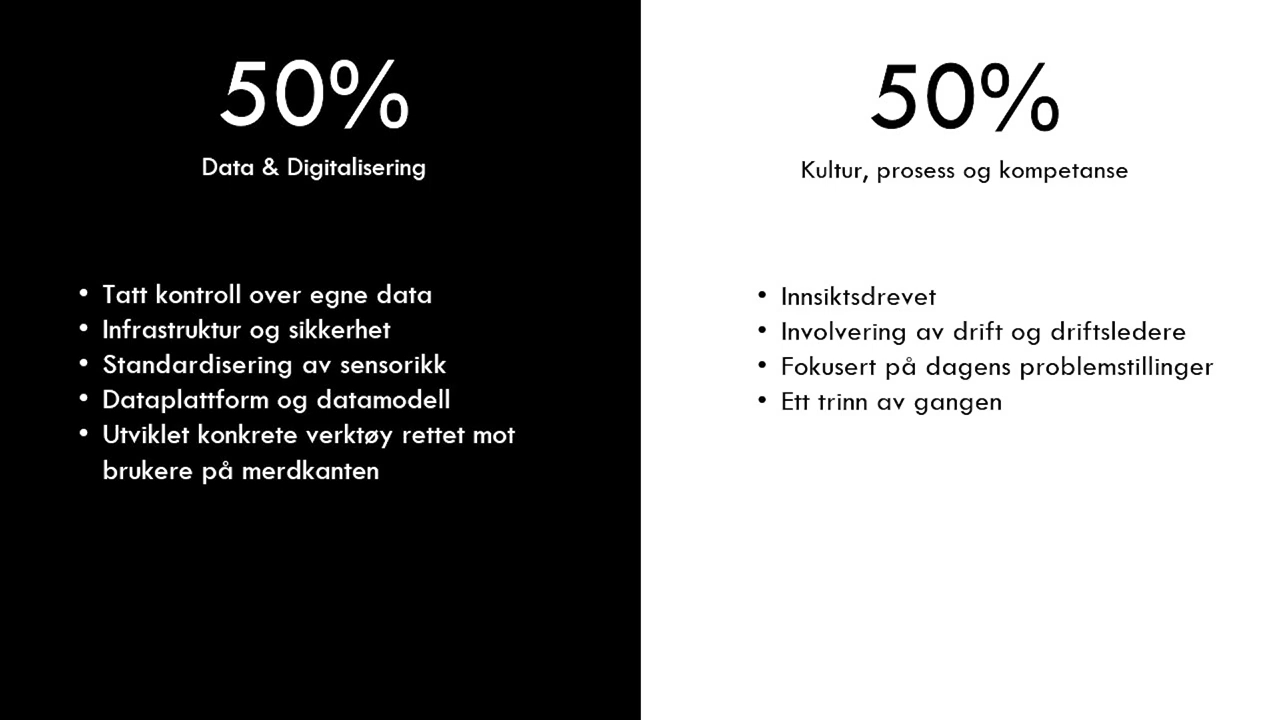 50%
Data & Digitalisering
• Tatt kontroll over egne data
• Infrastruktur og sikkerhet
• Standardisering av sensorikk
• Dataplattform og datamodell
• Utviklet konkrete verktøy rettet mot
brukere på merdkanten
50%
Kultur, prosess og kompetanse
• Innsiktsdrevet
• Involvering av drift og driftsledere
• Fokusert på dagens problemstillinger
• Ett trinn av gangen